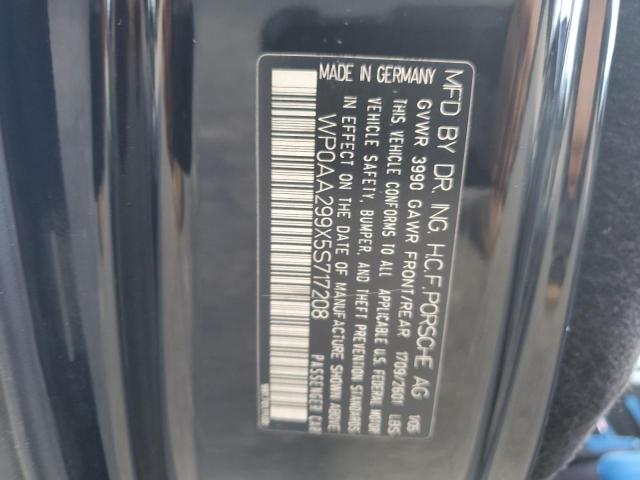 MFD BY DR. ING. H.C.F. PORSCHE AG 1/05
GVWR 3990 GAWR FRONT/REAR 1709/2601 LBS
THIS VEHICLE CONFORMS TO ALL APPLICABLE U.S. FEDERAL MOTOR
VEHICLE SAFETY, BUMPER, AND THEFT PREVENTION STANDARDS
IN EFFECT ON THE DATE OF MANUFACTURE SHOWN ABOVE.
WP0AA299X5S717208 PASSENGER CAR
MADE IN GERMANY